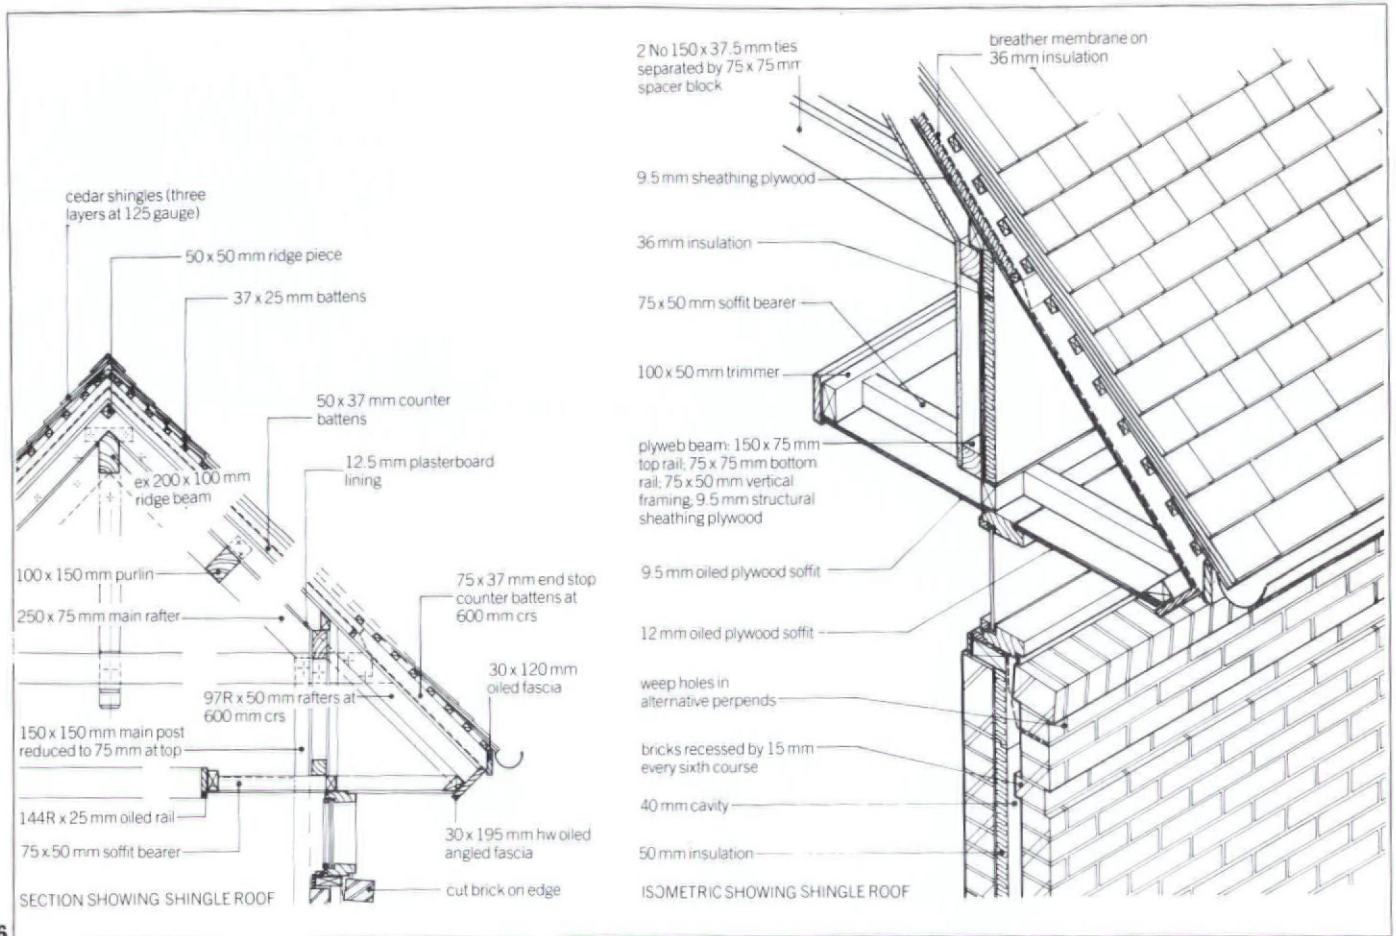 cedar shingles (three
layers at 125 gauge)
50 x 50 mm ridge piece
37 x 25 mm battens
50 x 37 mm counter
battens
12.5 mm plasterboard
lining
ex 200 x 100 mm
ridge beam
100 x 150 mm purlin
250 x 75 mm main rafter
75 x 37 mm end stop
counter battens at
600 mm crs
30 x 120 mm
oiled fascia
97R x 50 mm rafters at
600 mm crs
150 x 150 mm main post
reduced to 75 mm at top
144R x 25 mm oiled rail
75 x 50 mm soffit bearer
30 x 195 mm hw oiled
angled fascia
cut brick on edge
SECTION SHOWING SHINGLE ROOF
2 No 150 x 37.5 mm ties
separated by 75 x 75 mm
spacer block
breather membrane on
36 mm insulation
9.5 mm sheathing plywood
36 mm insulation
75 x 50 mm soffit bearer
100 x 50 mm trimmer
plyweb beam: 150 x 75 mm
top rail; 75 x 75 mm bottom
rail; 75 x 50 mm vertical
framing, 9.5 mm structural
sheathing plywood
9.5 mm oiled plywood soffit
12 mm oiled plywood soffit
weep holes in
alternative perpends
bricks recessed by 15 mm
every sixth course
40 mm cavity
50 mm insulation
ISOMETRIC SHOWING SHINGLE ROOF
6